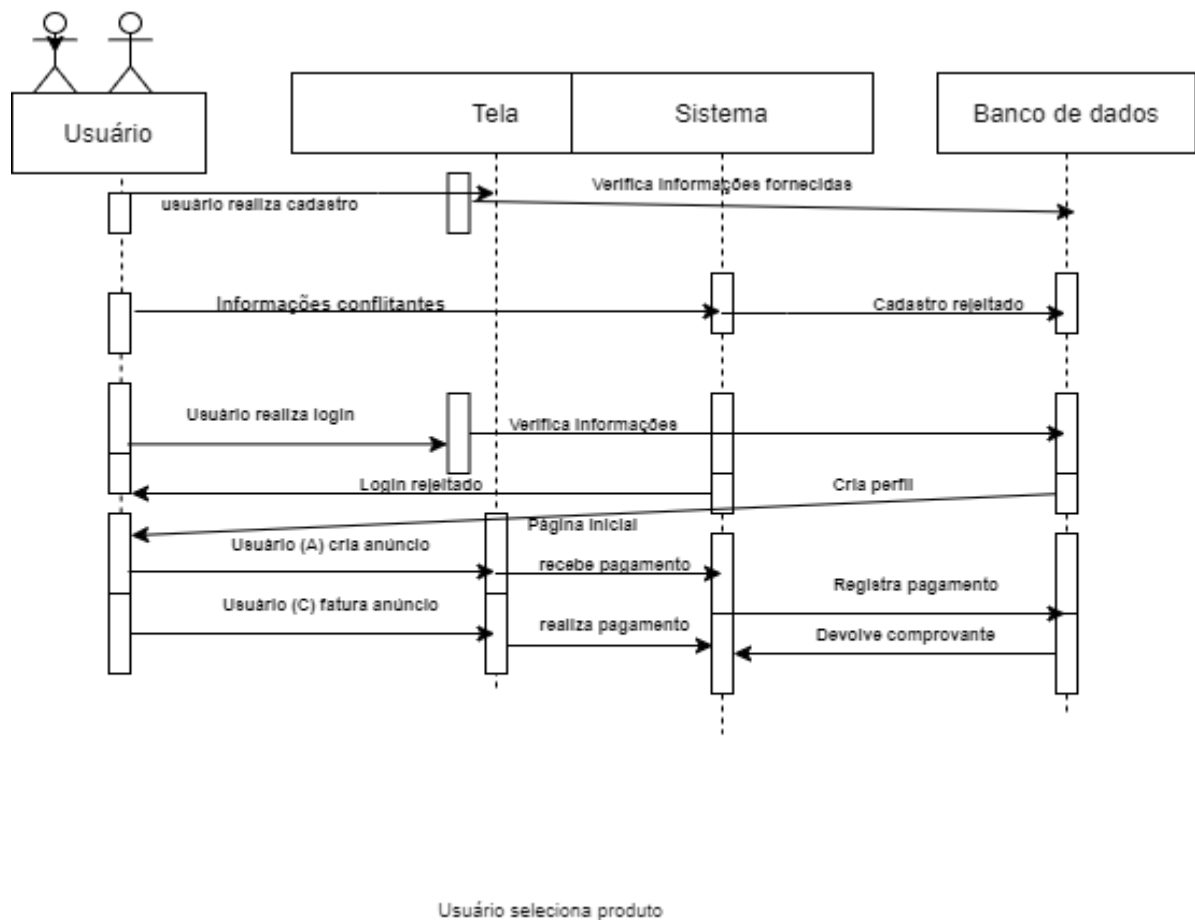 Usuário
Tela
Sistema
Banco de dados
Verifica informações fornecidas
usuário realiza cadastro
Informações conflitantes
Cadastro rejeitado
Usuário realiza login
Verifica informações
Login rejeitado
Cria perfil
Página inicial
Usuário (A) cria anúncio
recebe pagamento
Registra pagamento
Usuário (C) fatura anúncio
realiza pagamento
Devolve comprovante
Usuário seleciona produto